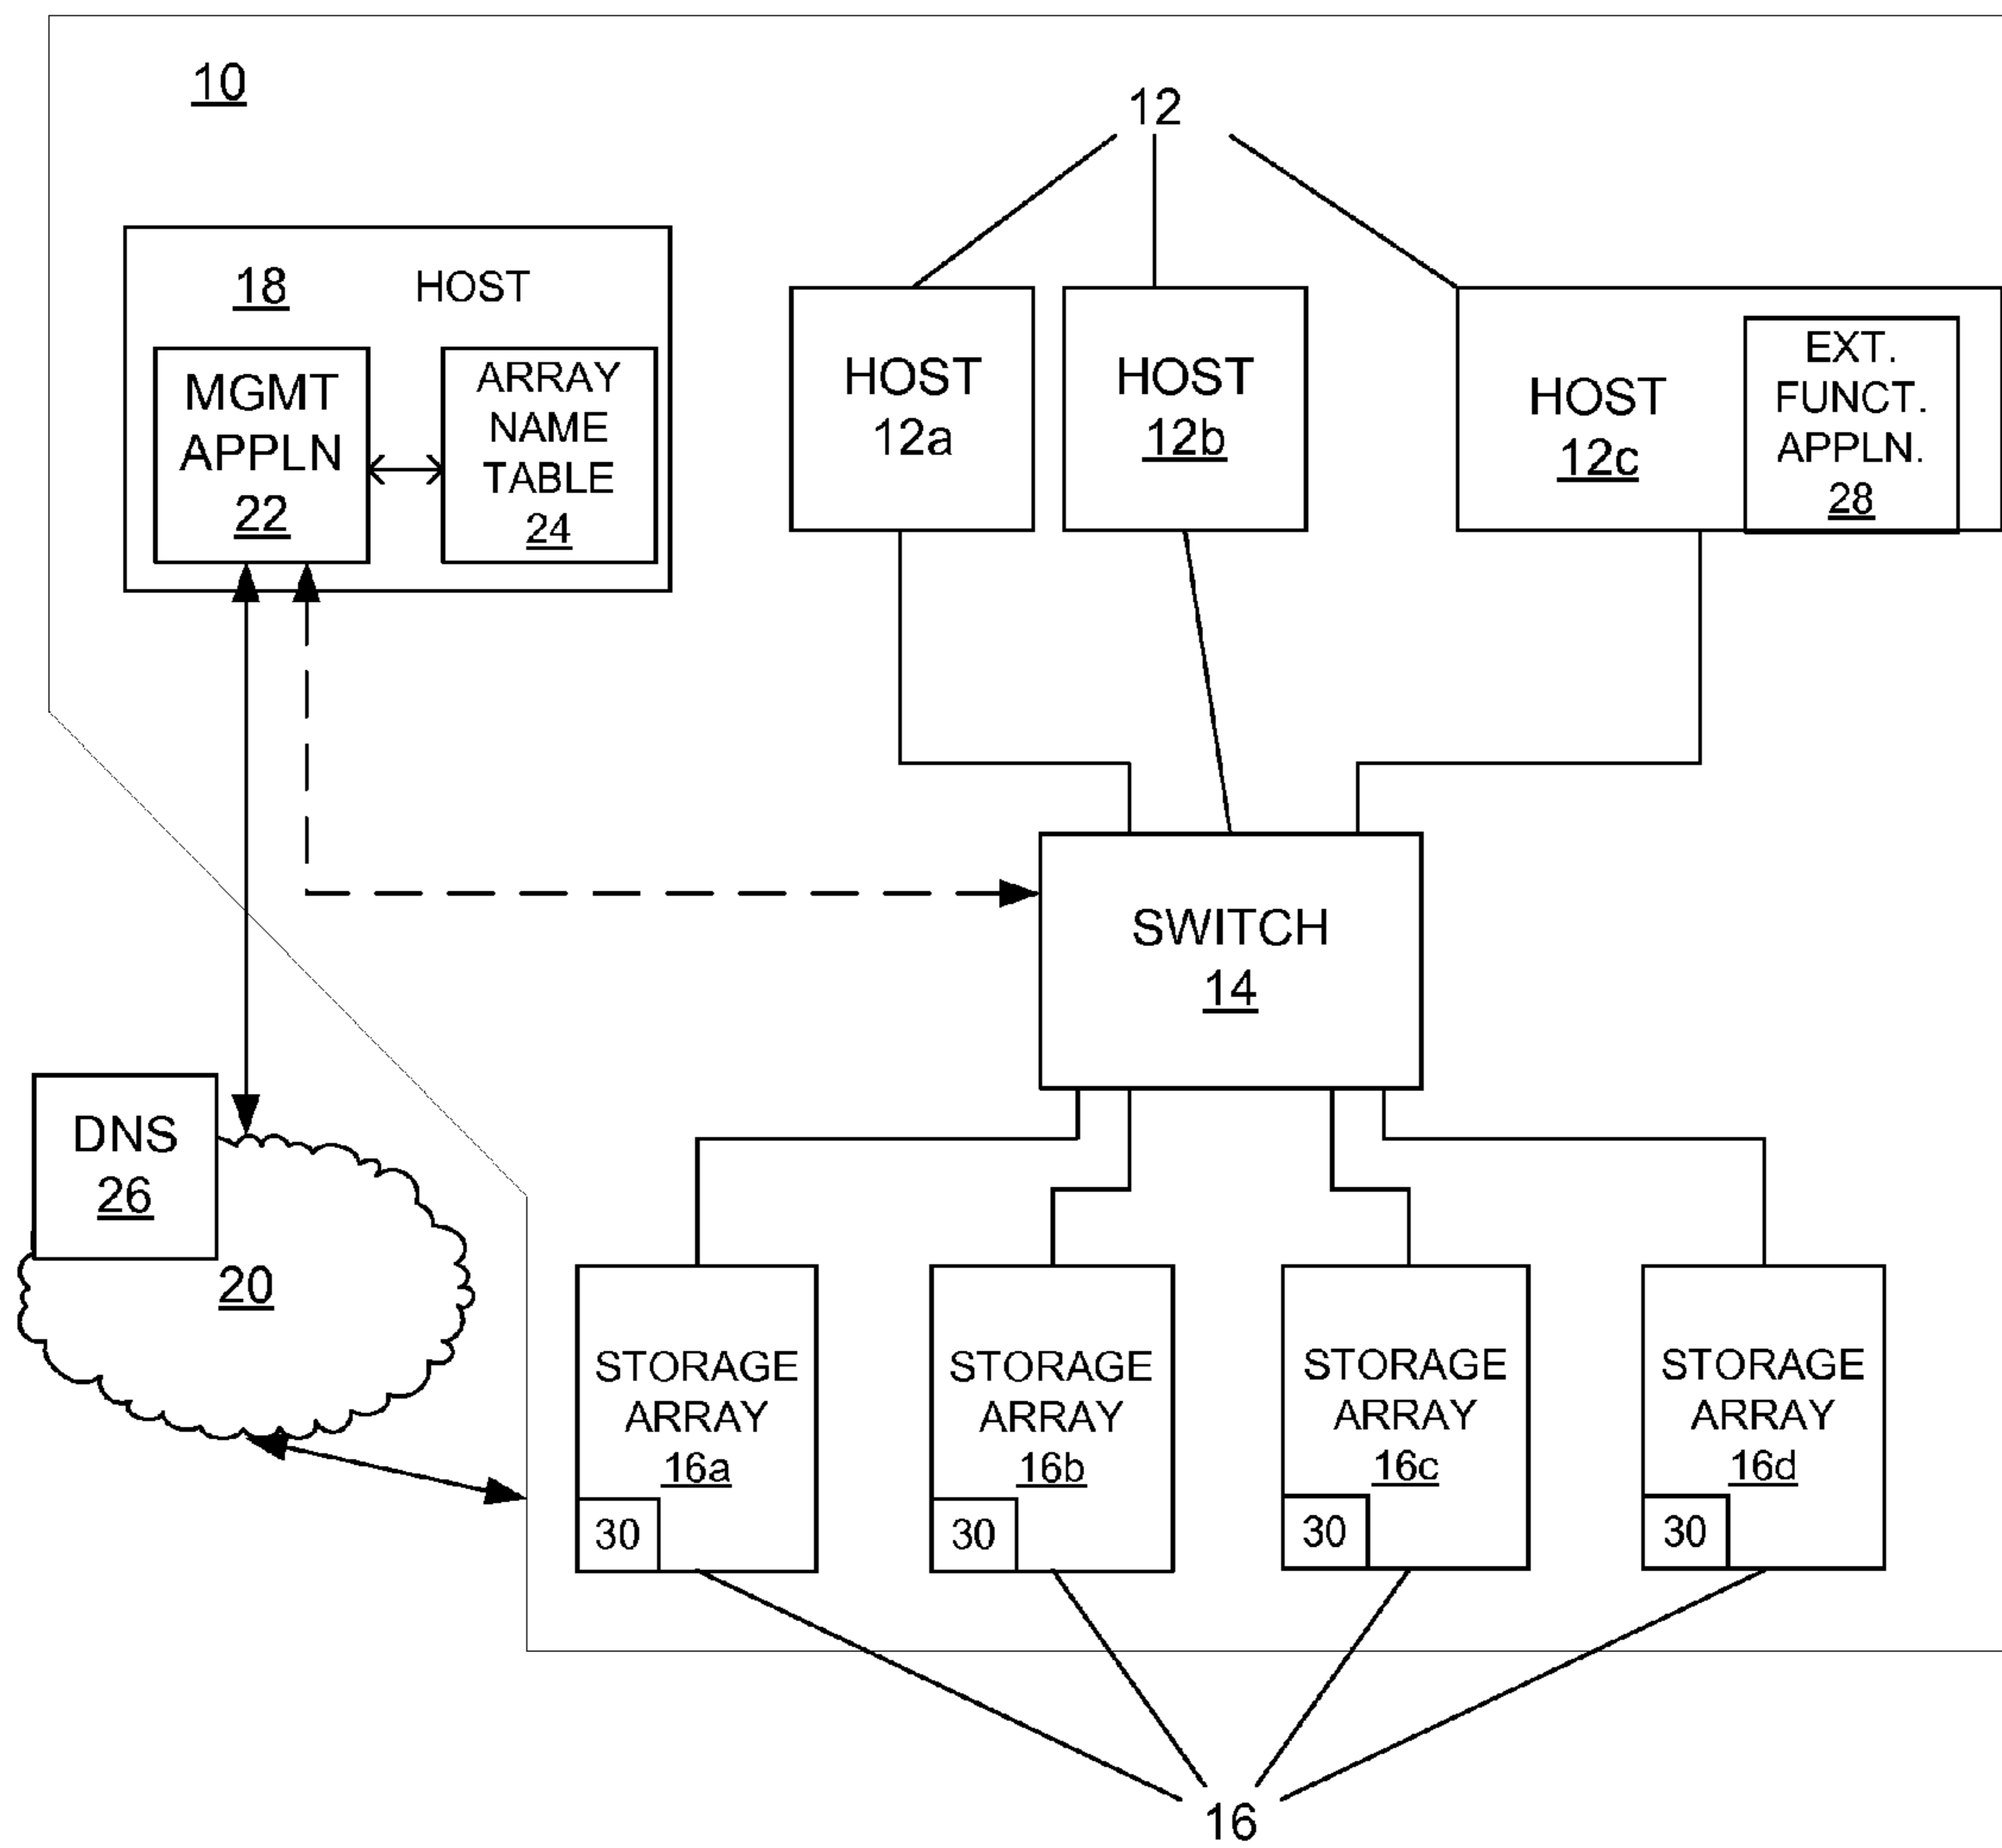 10
12
18 HOST
MGMT
APPLN
22
ARRAY
NAME
TABLE
24
HOST
12a
HOST
12b
HOST
12c
EXT.
FUNCT.
APPLN.
28
SWITCH
14
DNS
26
20
STORAGE
ARRAY
16a
30
STORAGE
ARRAY
16b
30
STORAGE
ARRAY
16c
30
STORAGE
ARRAY
16d
30
16